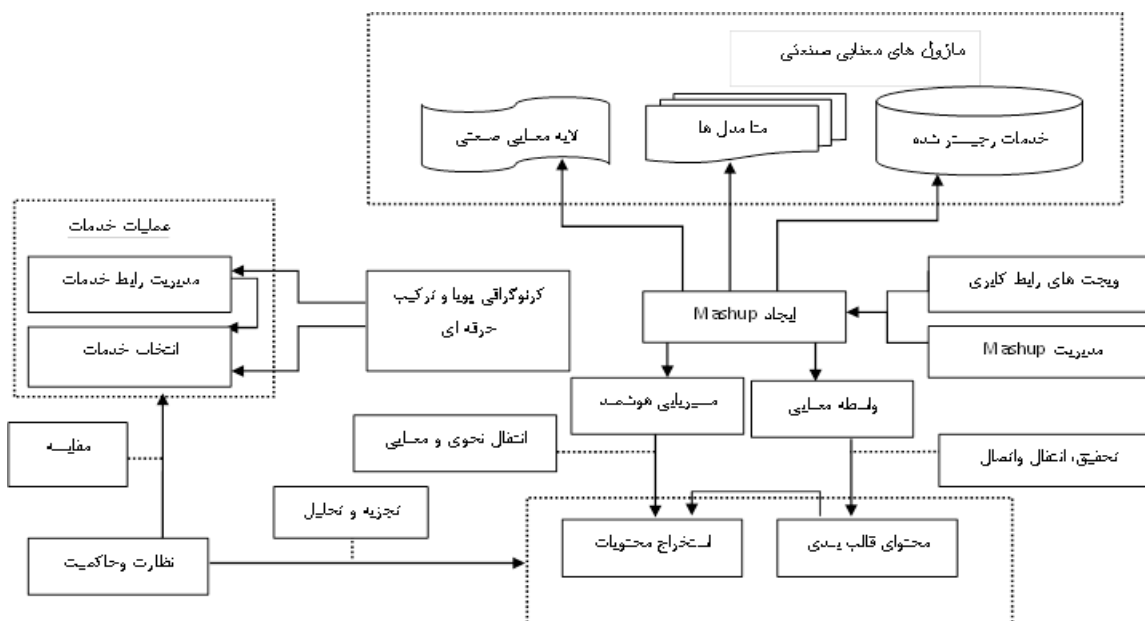 ماژول های معنایی صنعتی
خدمات رجیستر شده
متا مدل ها
لایه معنایی صنعتی
عملیات خدمات
مدیریت رابط خدمات
انتخاب خدمات
کرئوگرافی پویا و ترکیب
حرفه ای
ایجاد Mashup
ویجت های رابط کابری
مدیریت Mashup
مسیریابی هوشمند
واسطه معنایی
مقایسه
انتقال نحوی و معنایی
تحقیق، انتقال واتصال
تجزیه و تحلیل
نظارت وحاکمیت
استخراج محتویات
محتوای قالب بندی